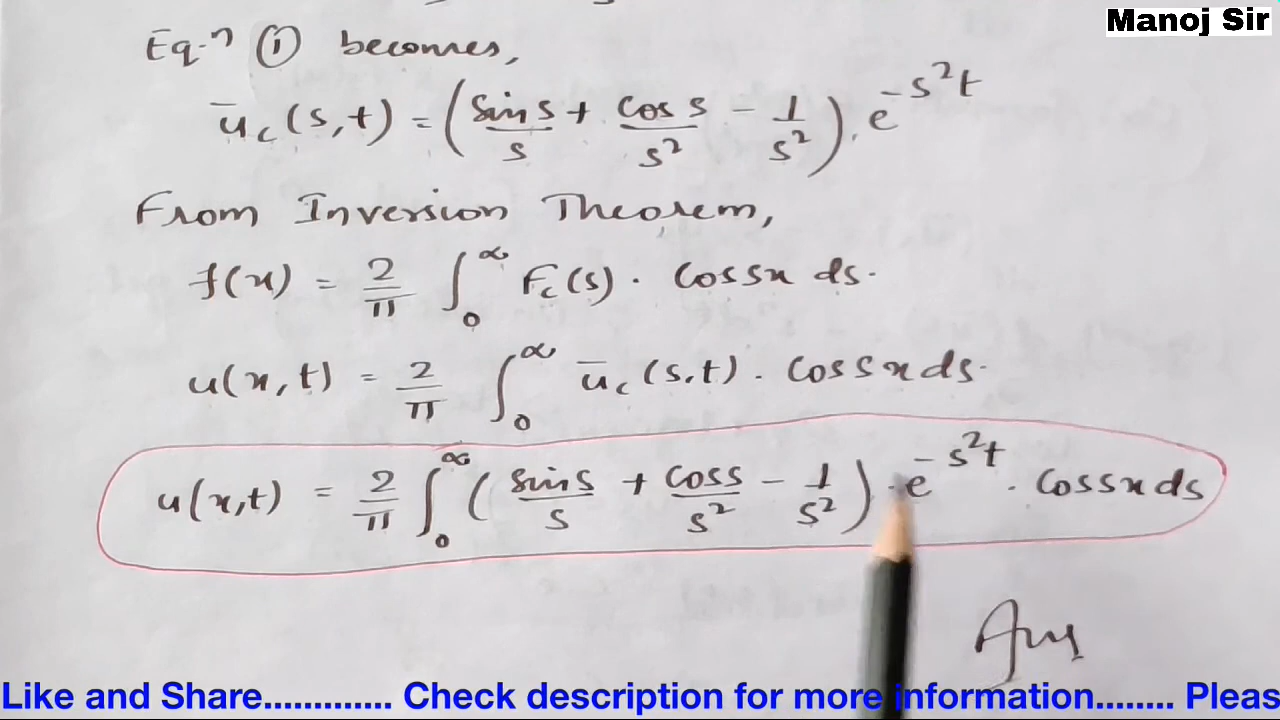 Manoj Sir
Eq.n ① becomes,
ū_c (s,t) = (sin s/s + cos s/s² − 1/s²) . e^(−s²t)
From Inversion Theorem,
f(x) = 2/π ∫₀^∞ F_c(s) . cos sx ds.
u(x,t) = 2/π ∫₀^∞ ū_c (s,t) . cos sx ds.
u(x,t) = 2/π ∫₀^∞ (sin s/s + cos s/s² − 1/s²) . e^(−s²t) . cos sx ds
Ans
Like and Share............. Check description for more information........ Pleas